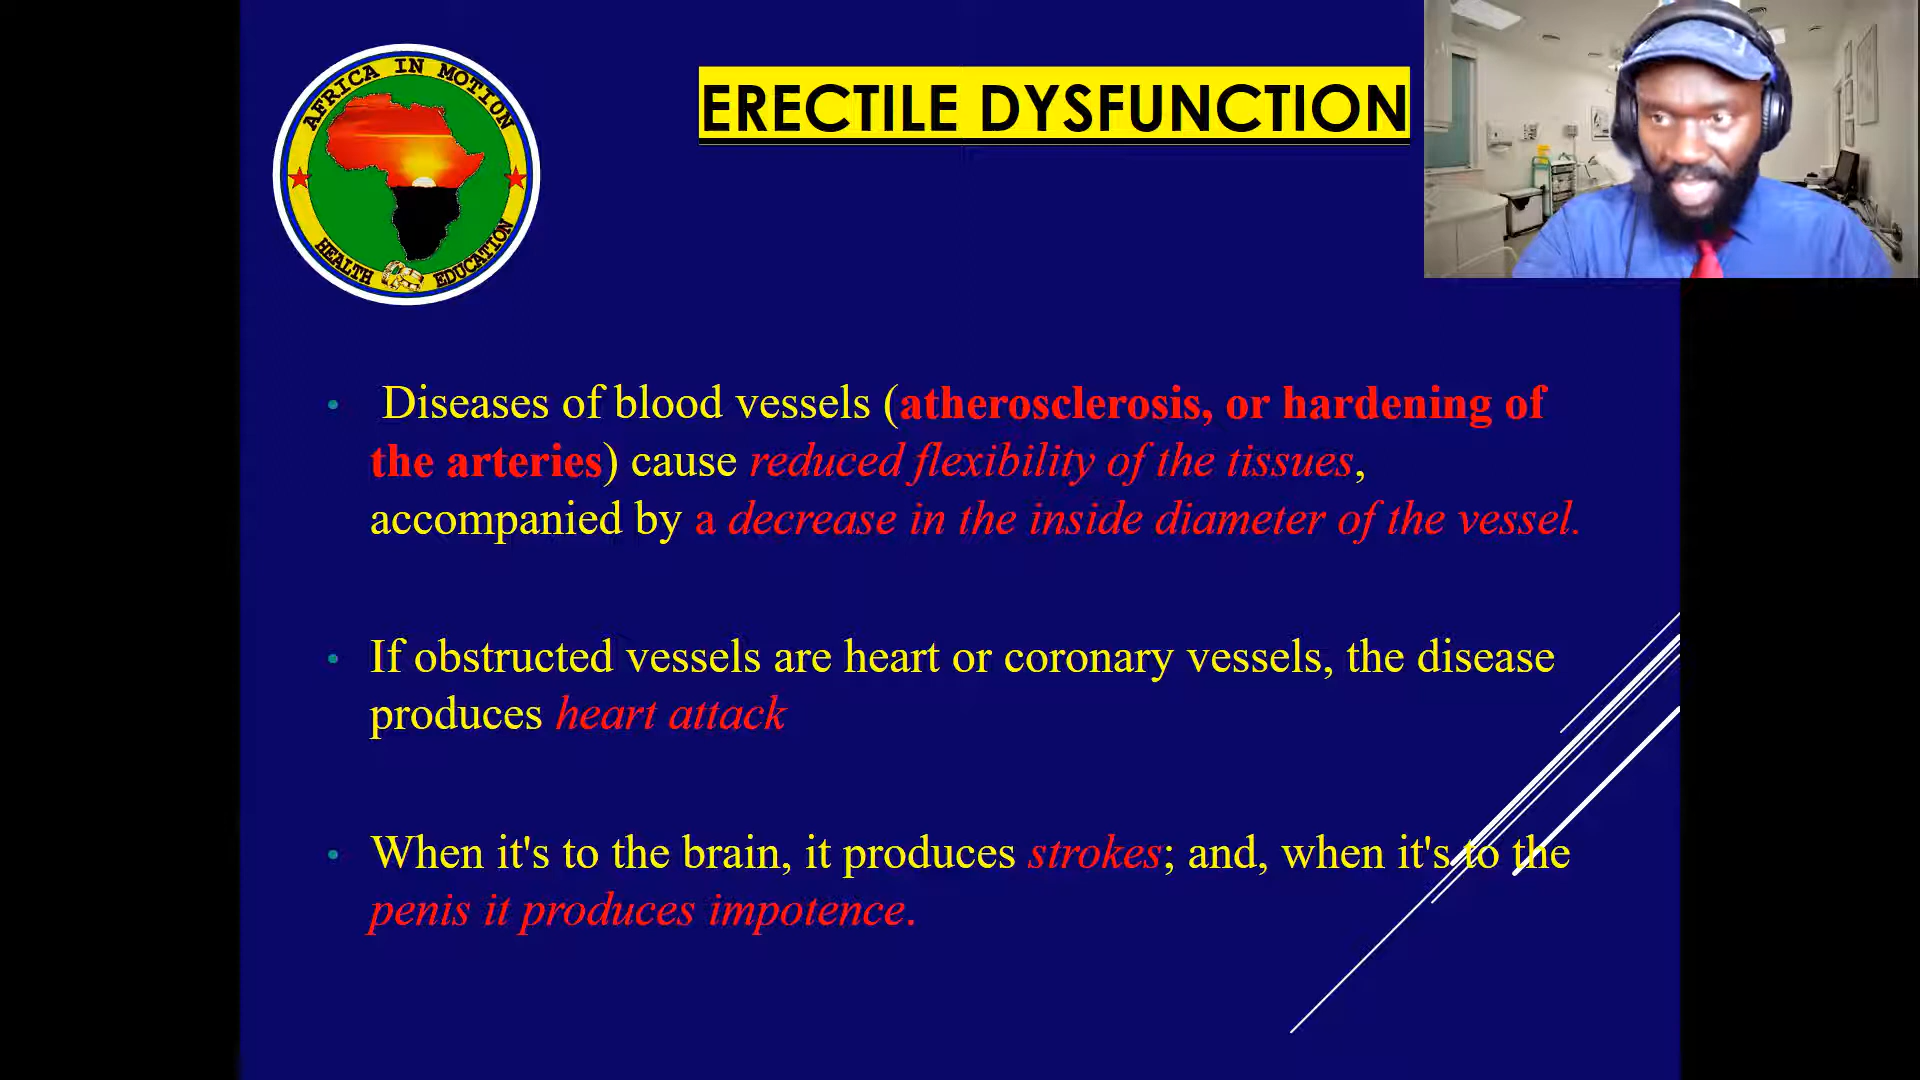 AFRICA IN MOTION
HEALTH EDUCATION
ERECTILE DYSFUNCTION
• Diseases of blood vessels (atherosclerosis, or hardening of
the arteries) cause reduced flexibility of the tissues,
accompanied by a decrease in the inside diameter of the vessel.
• If obstructed vessels are heart or coronary vessels, the disease
produces heart attack
• When it's to the brain, it produces strokes; and, when it's to the
penis it produces impotence.